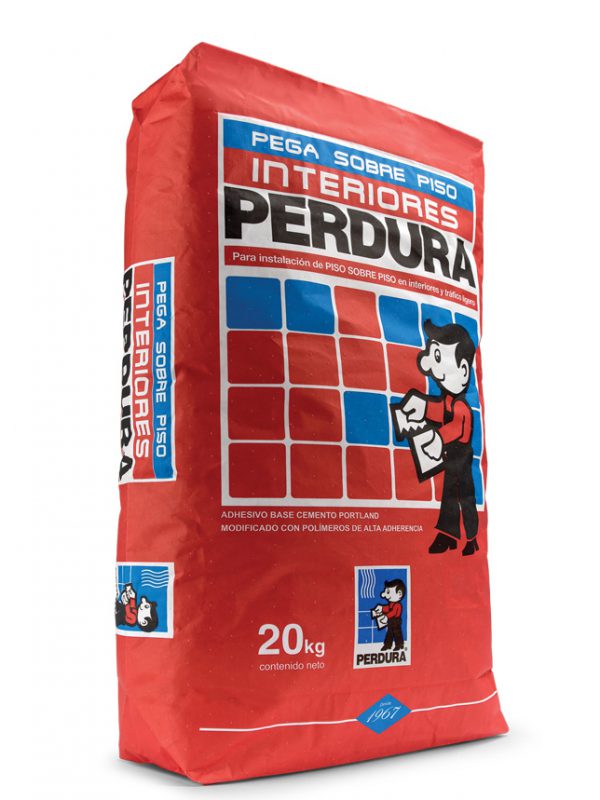 PEGA SOBRE PISO
INTERIORES
PERDURA
Para instalación de PISO SOBRE PISO en interiores y tráfico ligero
ADHESIVO BASE CEMENTO PORTLAND
MODIFICADO CON POLÍMEROS DE ALTA ADHERENCIA
20kg
contenido neto
PERDURA®
Desde
1967
PEGA SOBRE PISO
INTERIORES
PERDURA